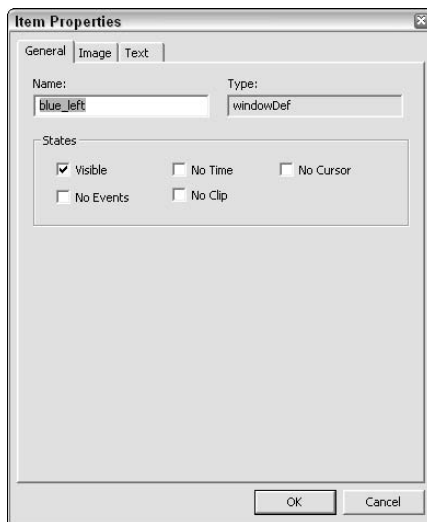 Item Properties
General Image Text
Name: Type:
blue_left windowDef
States
Visible No Time No Cursor
No Events No Clip
OK Cancel